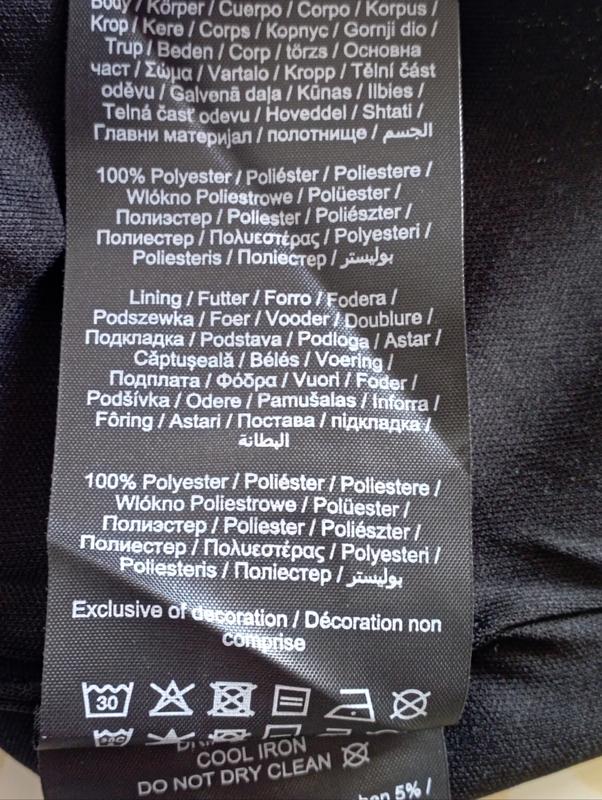 Body / Körper / Cuerpo / Corpo / Korpus /
Krop / Kere / Corps / Корпус / Gornji dio /
Trup / Beden / Corp / törzs / Основна
част / Σώμα / Vartalo / Kropp / Tělní část
oděvu / Galvenā daļa / Kūnas / Ilbies /
Telná časť odevu / Hoveddel / Shtati /
Главни материјал / полотнище / الجسم
100% Polyester / Poliéster / Poliestere /
Wlókno Poliestrowe / Polüester /
Полиэстер / Poliester / Poliészter /
Полиестер / Πολυεστέρας / Polyesteri /
Poliesteris / Поліестер / بوليستر
Lining / Futter / Forro / Fodera /
Podszewka / Foer / Vooder / Doublure /
Подкладка / Podstava / Podloga / Astar /
Căptuşeală / Bélés / Voering /
Подплата / Φόδρα / Vuori / Foder /
Podšívka / Odere / Pamušalas / Inforra /
Fôring / Astari / Постава / підкладка /
البطانة
100% Polyester / Poliéster / Poliestere /
Wlókno Poliestrowe / Polüester /
Полиэстер / Poliester / Poliészter /
Полиестер / Πολυεστέρας / Polyesteri /
Poliesteris / Поліестер / بوليستر
Exclusive of decoration / Décoration non
comprise
30
COOL IRON
DO NOT DRY CLEAN
5% /